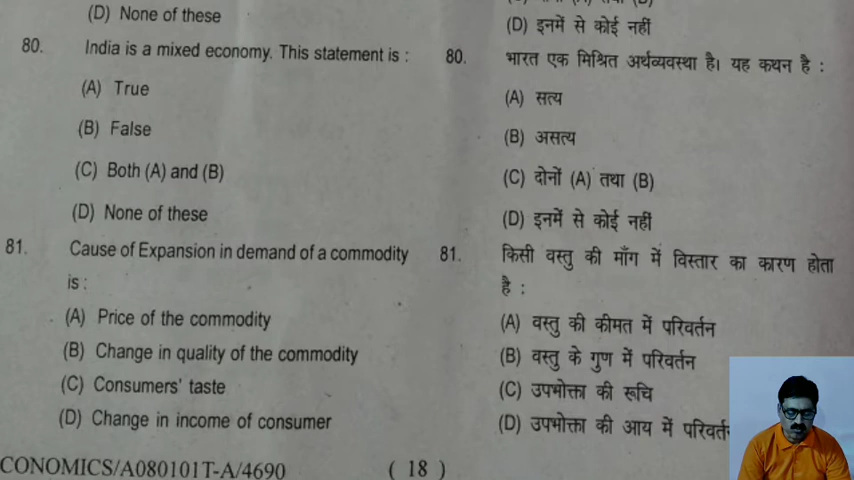 (D) None of these
80. India is a mixed economy. This statement is :
(A) True
(B) False
(C) Both (A) and (B)
(D) None of these
81. Cause of Expansion in demand of a commodity
is :
(A) Price of the commodity
(B) Change in quality of the commodity
(C) Consumers' taste
(D) Change in income of consumer
CONOMICS/A080101T-A/4690
( 18 )
(D) इनमें से कोई नहीं
80. भारत एक मिश्रित अर्थव्यवस्था है। यह कथन है :
(A) सत्य
(B) असत्य
(C) दोनों (A) तथा (B)
(D) इनमें से कोई नहीं
81. किसी वस्तु की माँग में विस्तार का कारण होता
है :
(A) वस्तु की कीमत में परिवर्तन
(B) वस्तु के गुण में परिवर्तन
(C) उपभोक्ता की रूचि
(D) उपभोक्ता की आय में